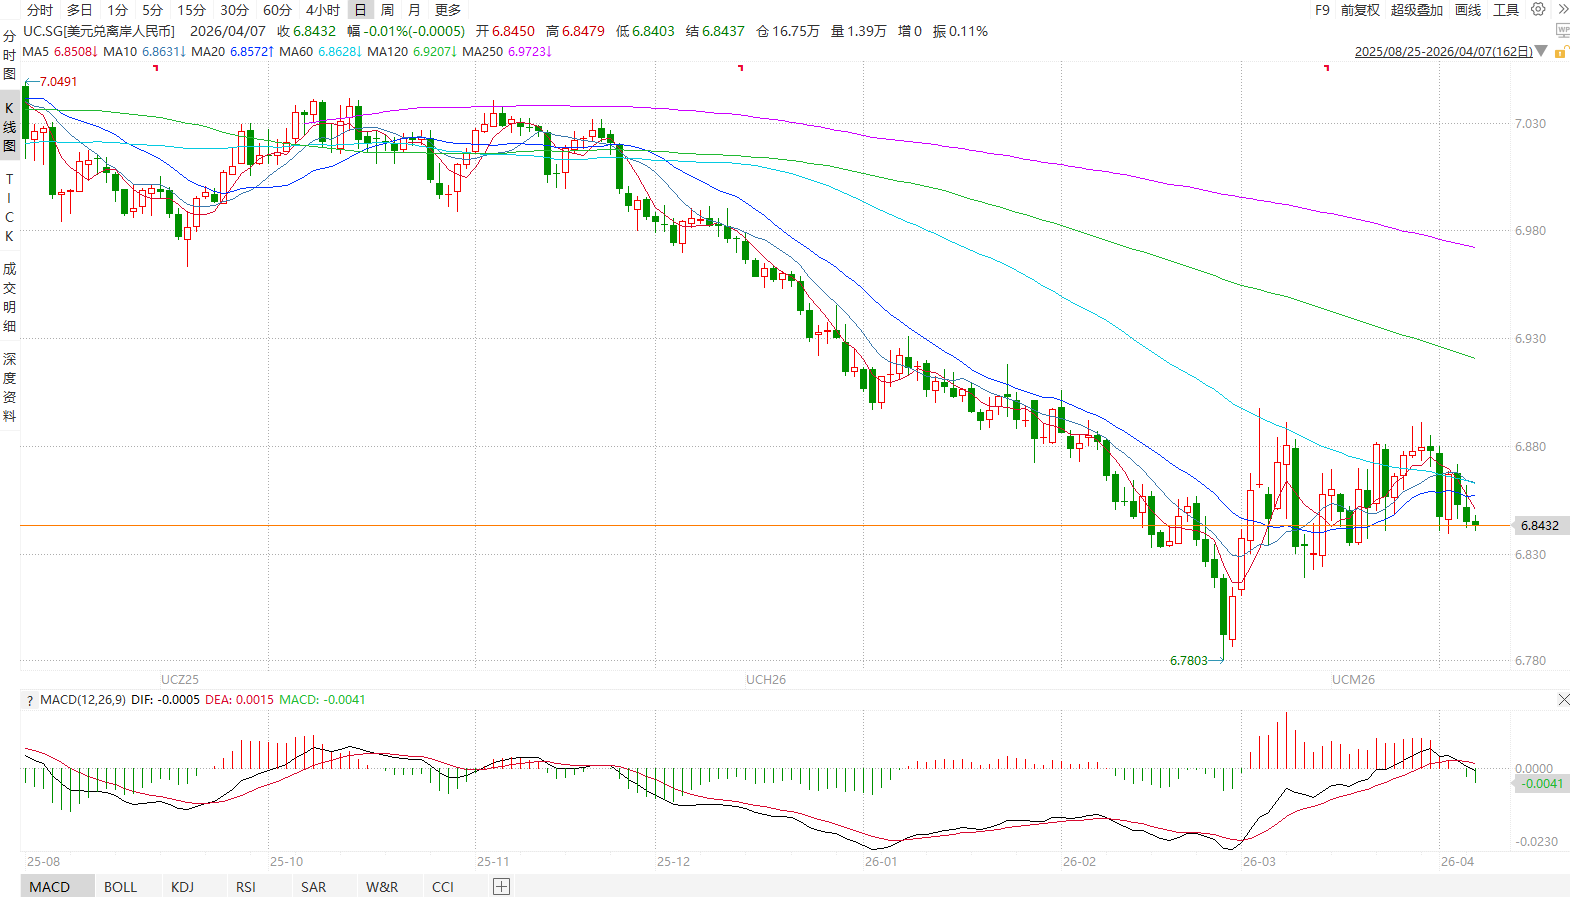 分时 多日 1分 5分 15分 30分 60分 4小时 日 周 月 更多 F9 前复权 超级叠加 画线 工具
UC.SG[美元兑离岸人民币] 2026/04/07 收 6.8432 幅 -0.01%(-0.0005) 开 6.8450 高 6.8479 低 6.8403 结 6.8437 仓 16.75万 量 1.39万 增 0 振 0.11%
MA5 6.8508↓ MA10 6.8631↓ MA20 6.8572↑ MA60 6.8628↓ MA120 6.9207↓ MA250 6.9723↓ 2025/08/25-2026/04/07(162日)
分时图
K线图
TICK
成交明细
深度资料
7.0491
7.030
6.980
6.930
6.880
6.8432
6.830
6.7803
6.780
UCZ25 UCH26 UCM26
? MACD(12,26,9) DIF: -0.0005 DEA: 0.0015 MACD: -0.0041
0.0000
-0.0041
-0.0230
25-08 25-10 25-11 25-12 26-01 26-02 26-03 26-04
MACD BOLL KDJ RSI SAR W&R CCI